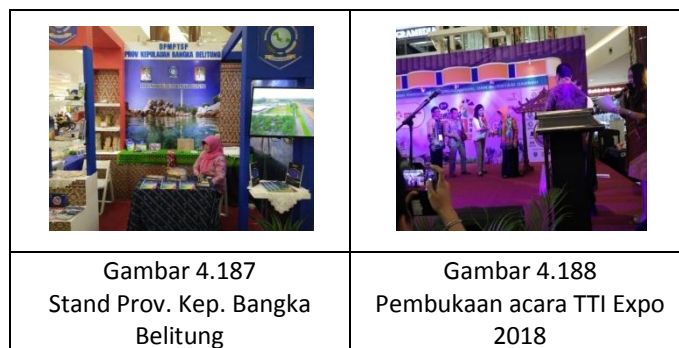 DPMPTSP
PROV KEPULAUAN BANGKA BELITUNG
GRAMEDIA
Gambar 4.187
Stand Prov. Kep. Bangka
Belitung
Gambar 4.188
Pembukaan acara TTI Expo
2018